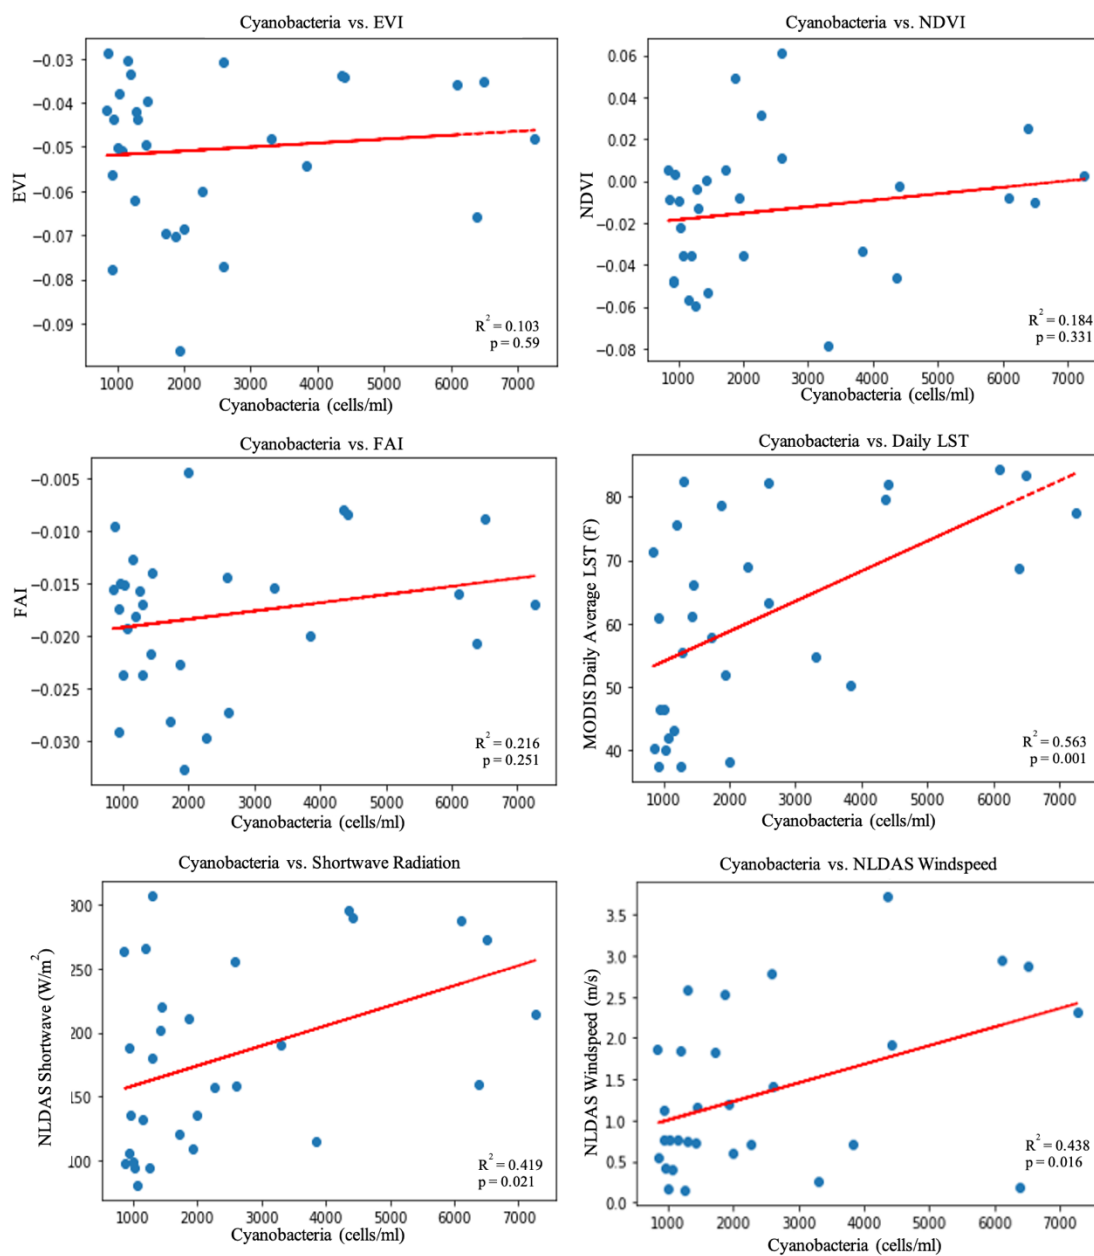 Cyanobacteria vs. EVI
−0.03
−0.04
−0.05
−0.06
−0.07
−0.08
−0.09
EVI
R² = 0.103
p = 0.59
1000 2000 3000 4000 5000 6000 7000
Cyanobacteria (cells/ml)
Cyanobacteria vs. NDVI
0.06
0.04
0.02
0.00
−0.02
−0.04
−0.06
−0.08
NDVI
R² = 0.184
p = 0.331
1000 2000 3000 4000 5000 6000 7000
Cyanobacteria (cells/ml)
Cyanobacteria vs. FAI
−0.005
−0.010
−0.015
−0.020
−0.025
−0.030
FAI
R² = 0.216
p = 0.251
1000 2000 3000 4000 5000 6000 7000
Cyanobacteria (cells/ml)
Cyanobacteria vs. Daily LST
80
70
60
50
40
MODIS Daily Average LST (F)
R² = 0.563
p = 0.001
1000 2000 3000 4000 5000 6000 7000
Cyanobacteria (cells/ml)
Cyanobacteria vs. Shortwave Radiation
300
250
200
150
100
NLDAS Shortwave (W/m²)
R² = 0.419
p = 0.021
1000 2000 3000 4000 5000 6000 7000
Cyanobacteria (cells/ml)
Cyanobacteria vs. NLDAS Windspeed
3.5
3.0
2.5
2.0
1.5
1.0
0.5
0.0
NLDAS Windspeed (m/s)
R² = 0.438
p = 0.016
1000 2000 3000 4000 5000 6000 7000
Cyanobacteria (cells/ml)